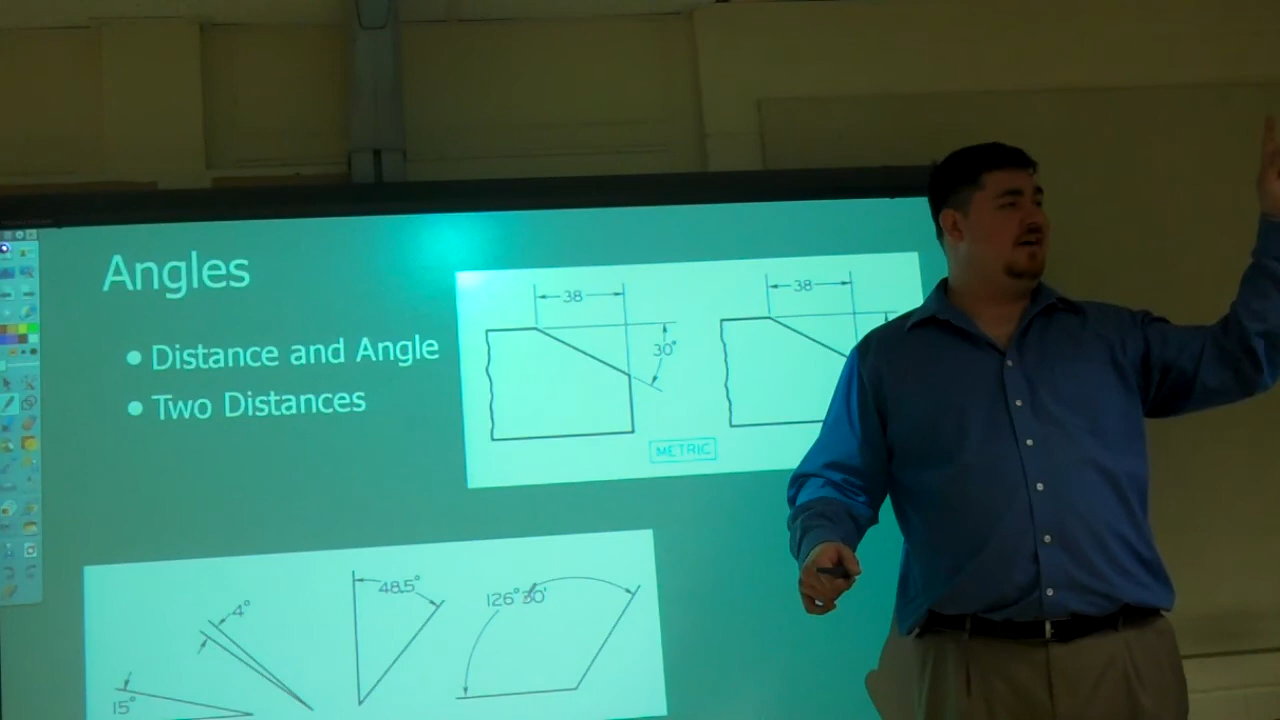 Angles
• Distance and Angle
• Two Distances
38
30°
METRIC
38
4°
15°
48.5°
126°30'